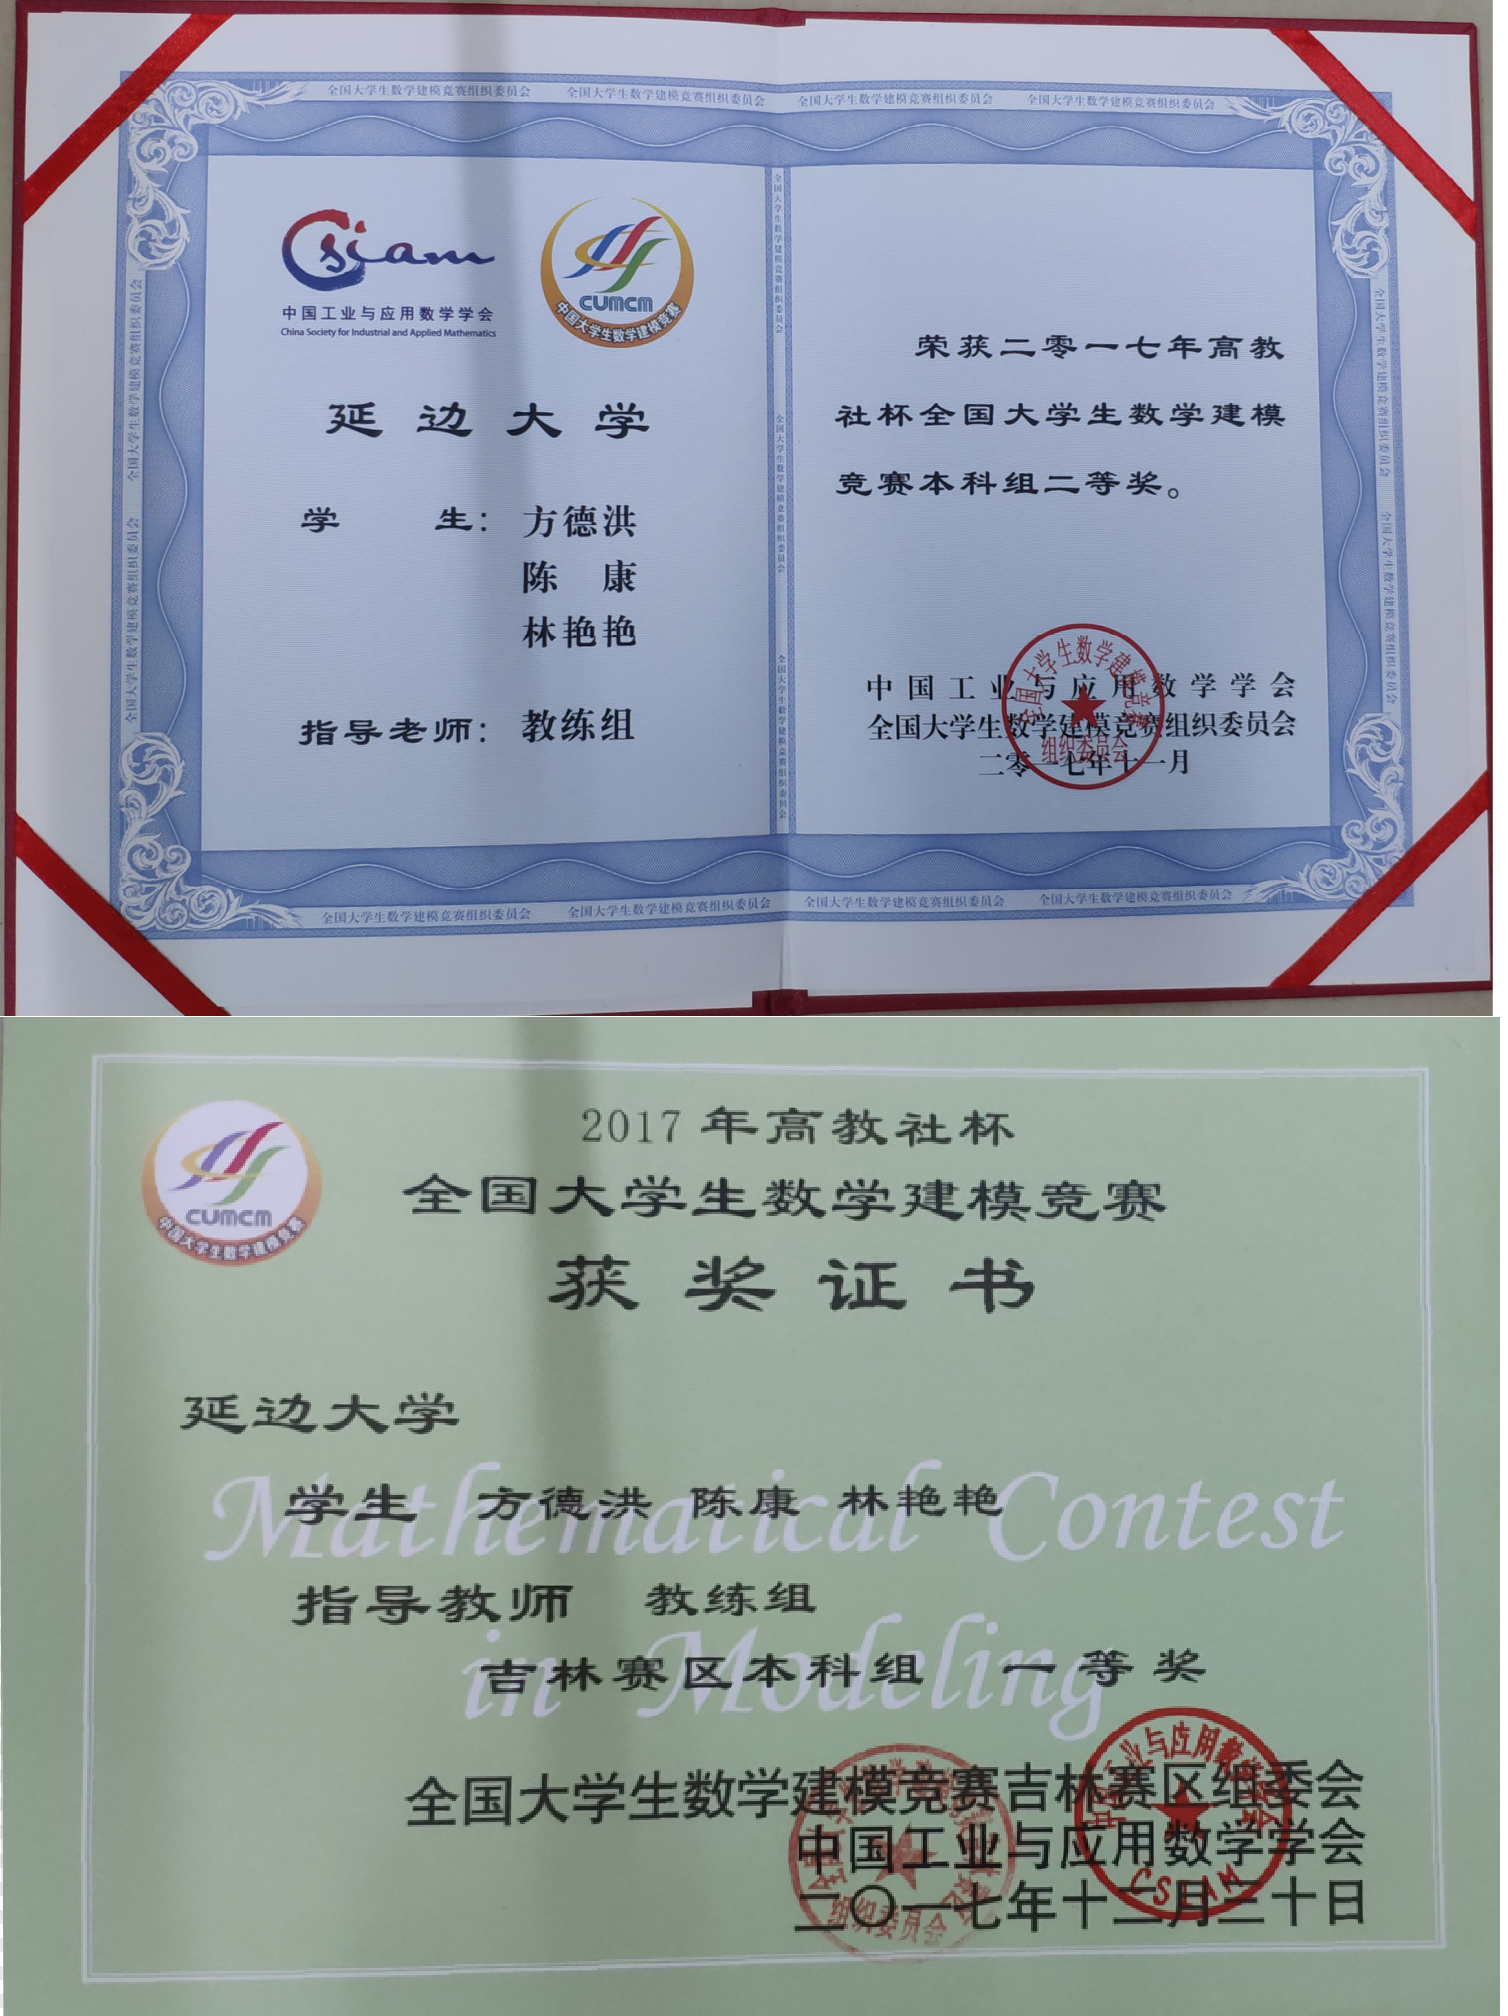 全国大学生数学建模竞赛组织委员会 全国大学生数学建模竞赛组织委员会 全国大学生数学建模竞赛组织委员会 全国大学生数学建模竞赛组织委员会
csiam
中国工业与应用数学学会
China Society for Industrial and Applied Mathematics
CUMCM
中国大学生数学建模竞赛
延边大学
学 生：方德洪
陈 康
林艳艳
指导老师：教练组
荣获二零一七年高教
社杯全国大学生数学建模
竞赛本科组二等奖。
中国工业与应用数学学会
全国大学生数学建模竞赛组织委员会
二零一七年十一月
全国大学生数学建模竞赛
组织委员会
全国大学生数学建模竞赛组织委员会 全国大学生数学建模竞赛组织委员会 全国大学生数学建模竞赛组织委员会 全国大学生数学建模竞赛组织委员会
CUMCM
中国大学生数学建模竞赛
2017年高教社杯
全国大学生数学建模竞赛
获奖证书
延边大学
学生 方德洪 陈康 林艳艳
Mathematical Contest
指导教师 教练组
in Modeling
吉林赛区本科组 一等奖
全国大学生数学建模竞赛吉林赛区组委会
中国工业与应用数学学会
二〇一七年十二月三十日
中国工业与应用数学学会
CSIAM
组织委员会